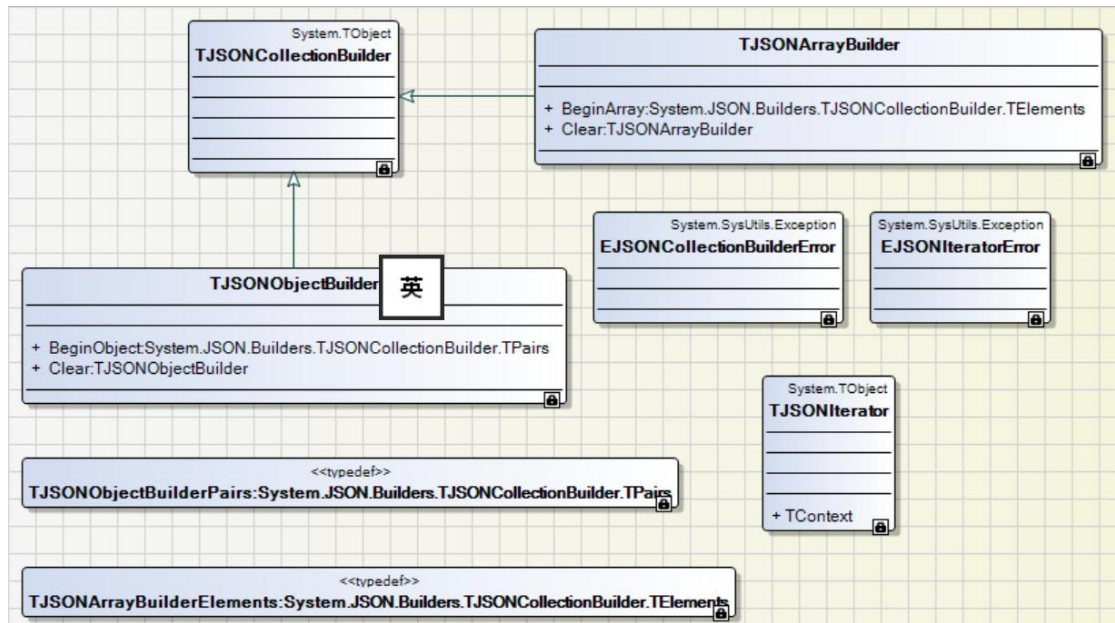 System.TObject
TJSONCollectionBuilder
TJSONArrayBuilder
+ BeginArray:System.JSON.Builders.TJSONCollectionBuilder.TElements
+ Clear:TJSONArrayBuilder
System.SysUtils.Exception
EJSONCollectionBuilderError
System.SysUtils.Exception
EJSONIteratorError
TJSONObjectBuilder
英
+ BeginObject:System.JSON.Builders.TJSONCollectionBuilder.TPairs
+ Clear:TJSONObjectBuilder
System.TObject
TJSONIterator
+ TContext
<<typedef>>
TJSONObjectBuilderPairs:System.JSON.Builders.TJSONCollectionBuilder.TPairs
<<typedef>>
TJSONArrayBuilderElements:System.JSON.Builders.TJSONCollectionBuilder.TElements